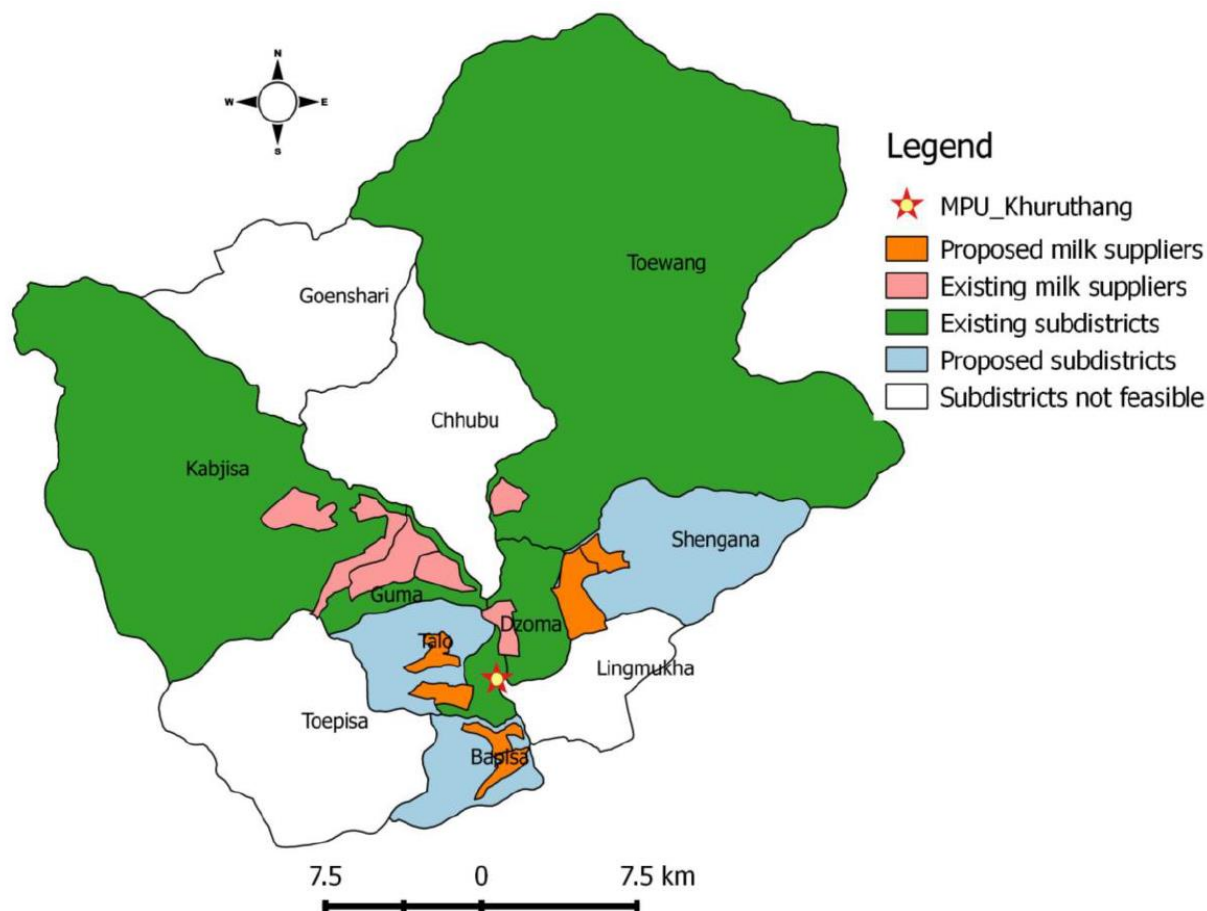 N
W E
S
Legend
MPU_Khuruthang
Proposed milk suppliers
Existing milk suppliers
Existing subdistricts
Proposed subdistricts
Subdistricts not feasible
Toewang
Goenshari
Chhubu
Kabjisa
Shengana
Guma
Dzoma
Talo
Lingmukha
Toepisa
Bapisa
7.5 0 7.5 km